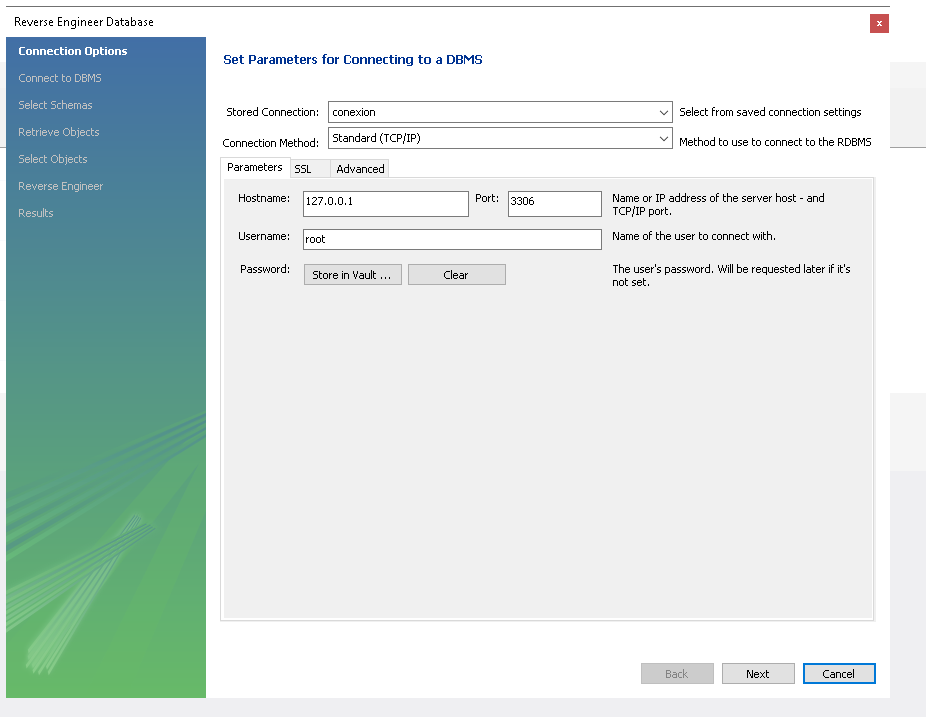 Reverse Engineer Database
x
Connection Options
Connect to DBMS
Select Schemas
Retrieve Objects
Select Objects
Reverse Engineer
Results
Set Parameters for Connecting to a DBMS
Stored Connection: conexion Select from saved connection settings
Connection Method: Standard (TCP/IP) Method to use to connect to the RDBMS
Parameters SSL Advanced
Hostname: 127.0.0.1 Port: 3306 Name or IP address of the server host - and
TCP/IP port.
Username: root Name of the user to connect with.
Password: Store in Vault ... Clear The user's password. Will be requested later if it's
not set.
Back Next Cancel